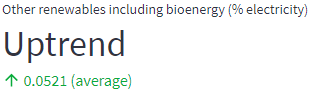 Other renewables including bioenergy (% electricity)
Uptrend
↑ 0.0521 (average)